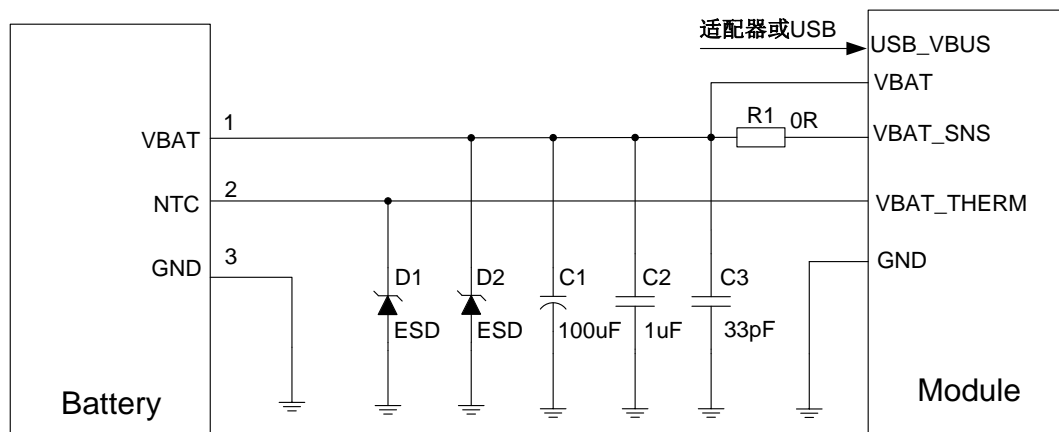 适配器或USB
USB_VBUS
VBAT
R1
0R
1
VBAT
VBAT_SNS
2
NTC
VBAT_THERM
3
GND
GND
D1
D2
C1
C2
C3
ESD
ESD
100uF
1uF
33pF
Battery
Module